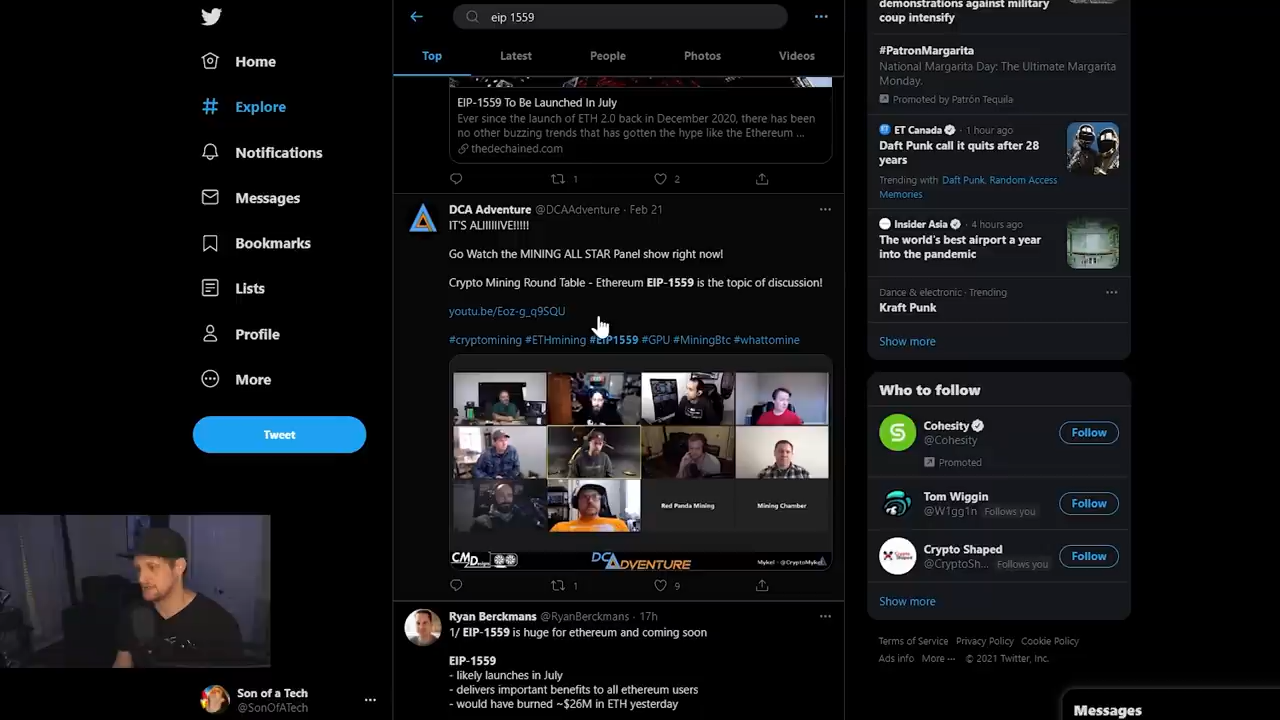 Home
Explore
Notifications
Messages
Bookmarks
Lists
Profile
More
Tweet
Son of a Tech
@SonOfATech
eip 1559
Top
Latest
People
Photos
Videos
EIP-1559 To Be Launched In July
Ever since the launch of ETH 2.0 back in December 2020, there has been
no other buzzing trends that has gotten the hype like the Ethereum ...
thedechained.com
1
2
DCA Adventure @DCAAdventure · Feb 21
IT'S ALIIIIIIVE!!!!!
Go Watch the MINING ALL STAR Panel show right now!
Crypto Mining Round Table - Ethereum EIP-1559 is the topic of discussion!
youtu.be/Eoz-g_q9SQU
#cryptomining #ETHmining #EIP1559 #GPU #MiningBtc #whattomine
Red Panda Mining
Mining Chamber
DCADVENTURE
Mykel - @CryptoMykel
1
9
Ryan Berckmans @RyanBerckmans · 17h
1/ EIP-1559 is huge for ethereum and coming soon
EIP-1559
- likely launches in July
- delivers important benefits to all ethereum users
- would have burned ~$26M in ETH yesterday
demonstrations against military
coup intensify
#PatronMargarita
National Margarita Day: The Ultimate Margarita
Monday.
Promoted by Patrón Tequila
ET Canada · 1 hour ago
Daft Punk call it quits after 28
years
Trending with Daft Punk, Random Access
Memories
Insider Asia · 4 hours ago
The world's best airport a year
into the pandemic
Dance & electronic · Trending
Kraft Punk
Show more
Who to follow
Cohesity
@Cohesity
Promoted
Follow
Tom Wiggin
@W1gg1n Follows you
Follow
Crypto Shaped
@CryptoSh... Follows you
Follow
Show more
Terms of Service Privacy Policy Cookie Policy
Ads info More ··· © 2021 Twitter, Inc.
Messages